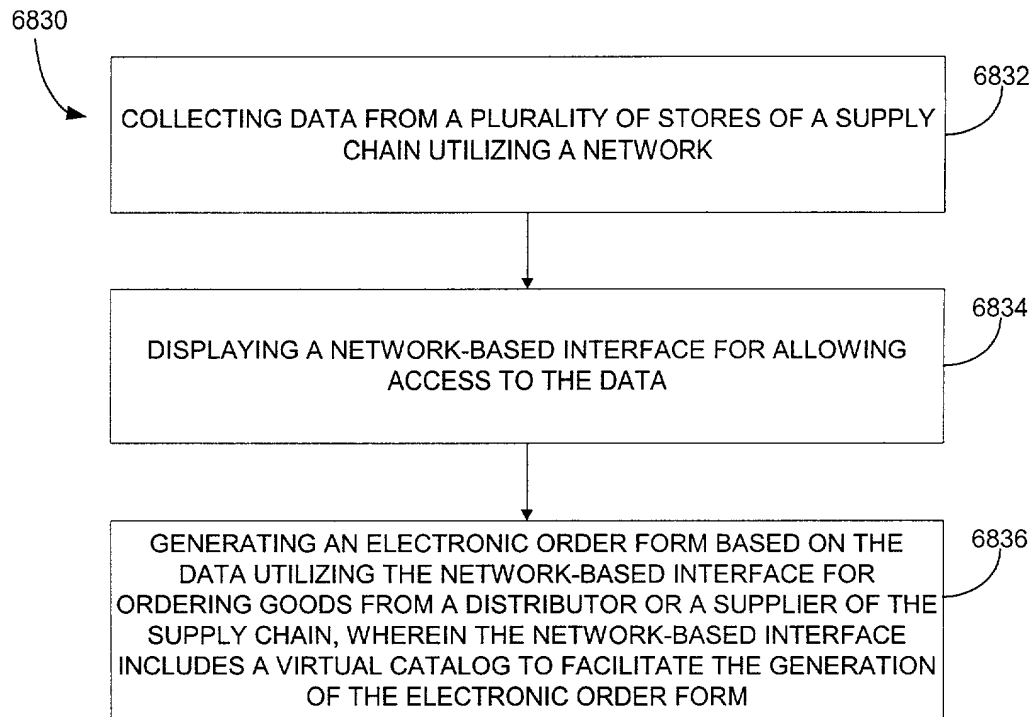 6830
6832
COLLECTING DATA FROM A PLURALITY OF STORES OF A SUPPLY
CHAIN UTILIZING A NETWORK
6834
DISPLAYING A NETWORK-BASED INTERFACE FOR ALLOWING
ACCESS TO THE DATA
6836
GENERATING AN ELECTRONIC ORDER FORM BASED ON THE
DATA UTILIZING THE NETWORK-BASED INTERFACE FOR
ORDERING GOODS FROM A DISTRIBUTOR OR A SUPPLIER OF THE
SUPPLY CHAIN, WHEREIN THE NETWORK-BASED INTERFACE
INCLUDES A VIRTUAL CATALOG TO FACILITATE THE GENERATION
OF THE ELECTRONIC ORDER FORM